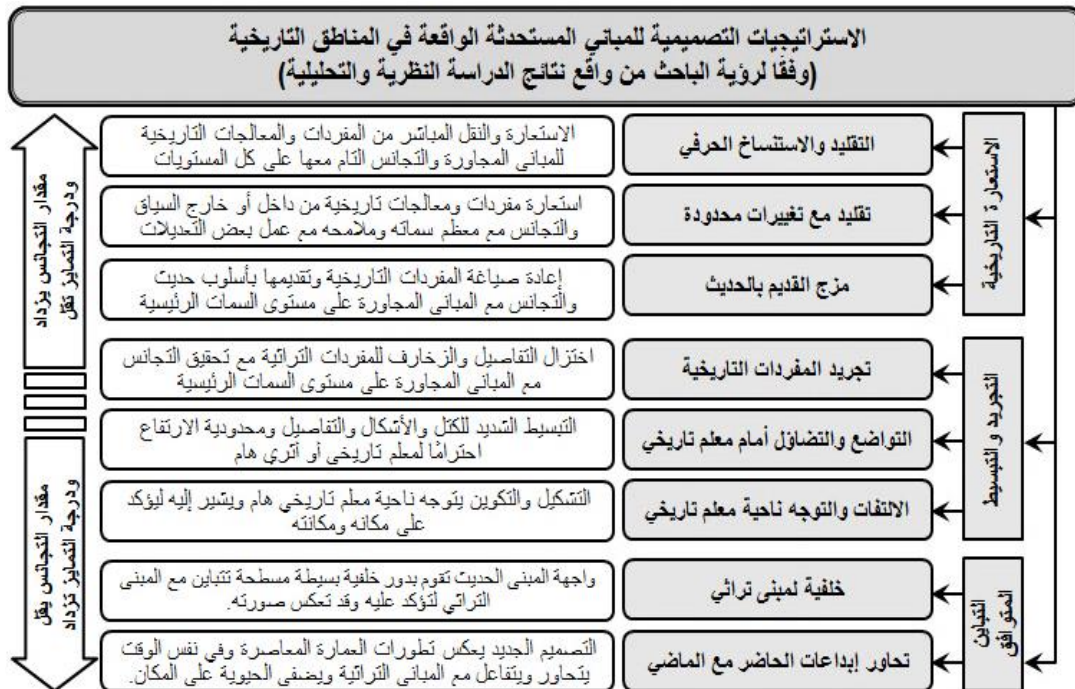 الاستراتيجيات التصميمية للمباني المستحدثة الواقعة في المناطق التاريخية
(وفقًا لرؤية الباحث من واقع نتائج الدراسة النظرية والتحليلية)
الاستعارة التاريخية
التقليد والاستنساخ الحرفي
الاستعارة والنقل المباشر من المفردات والمعالجات التاريخية
للمباني المجاورة والتجانس التام معها على كل المستويات
تقليد مع تغييرات محدودة
استعارة مفردات ومعالجات تاريخية من داخل أو خارج السياق
والتجانس مع معظم سماته وملامحه مع عمل بعض التعديلات
مزج القديم بالحديث
إعادة صياغة المفردات التاريخية وتقديمها بأسلوب حديث
والتجانس مع المباني المجاورة على مستوى السمات الرئيسية
التجريد والتبسيط
تجريد المفردات التاريخية
اختزال التفاصيل والزخارف للمفردات التراثية مع تحقيق التجانس
مع المباني المجاورة على مستوى السمات الرئيسية
التواضع والتضاؤل أمام معلم تاريخي
التبسيط الشديد للكتل والأشكال والتفاصيل ومحدودية الارتفاع
احترامًا لمعلم تاريخي أو أثري هام
الالتفات والتوجه ناحية معلم تاريخي
التشكيل والتكوين يتوجه ناحية معلم تاريخي هام ويشير إليه ليؤكد
على مكانه ومكانته
التباين
المتوافق
خلفية لمبنى تراثي
واجهة المبنى الحديث تقوم بدور خلفية بسيطة مسطحة تتباين مع المبنى
التراثي لتؤكد عليه وقد تعكس صورته.
تحاور إبداعات الحاضر مع الماضي
التصميم الجديد يعكس تطورات العمارة المعاصرة وفي نفس الوقت
يتحاور ويتفاعل مع المباني التراثية ويضفي الحيوية على المكان.
مقدار التجانس يزداد
ودرجة التمايز تقل
مقدار التجانس يقل
ودرجة التمايز تزداد